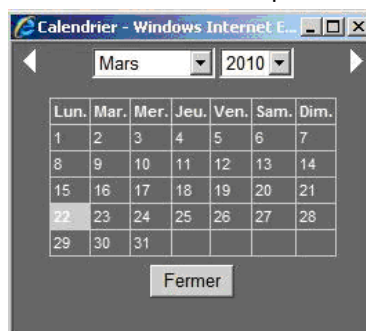 Calendrier - Windows Internet E...
Mars 2010
Lun. Mar. Mer. Jeu. Ven. Sam. Dim.
1 2 3 4 5 6 7
8 9 10 11 12 13 14
15 16 17 18 19 20 21
22 23 24 25 26 27 28
29 30 31
Fermer